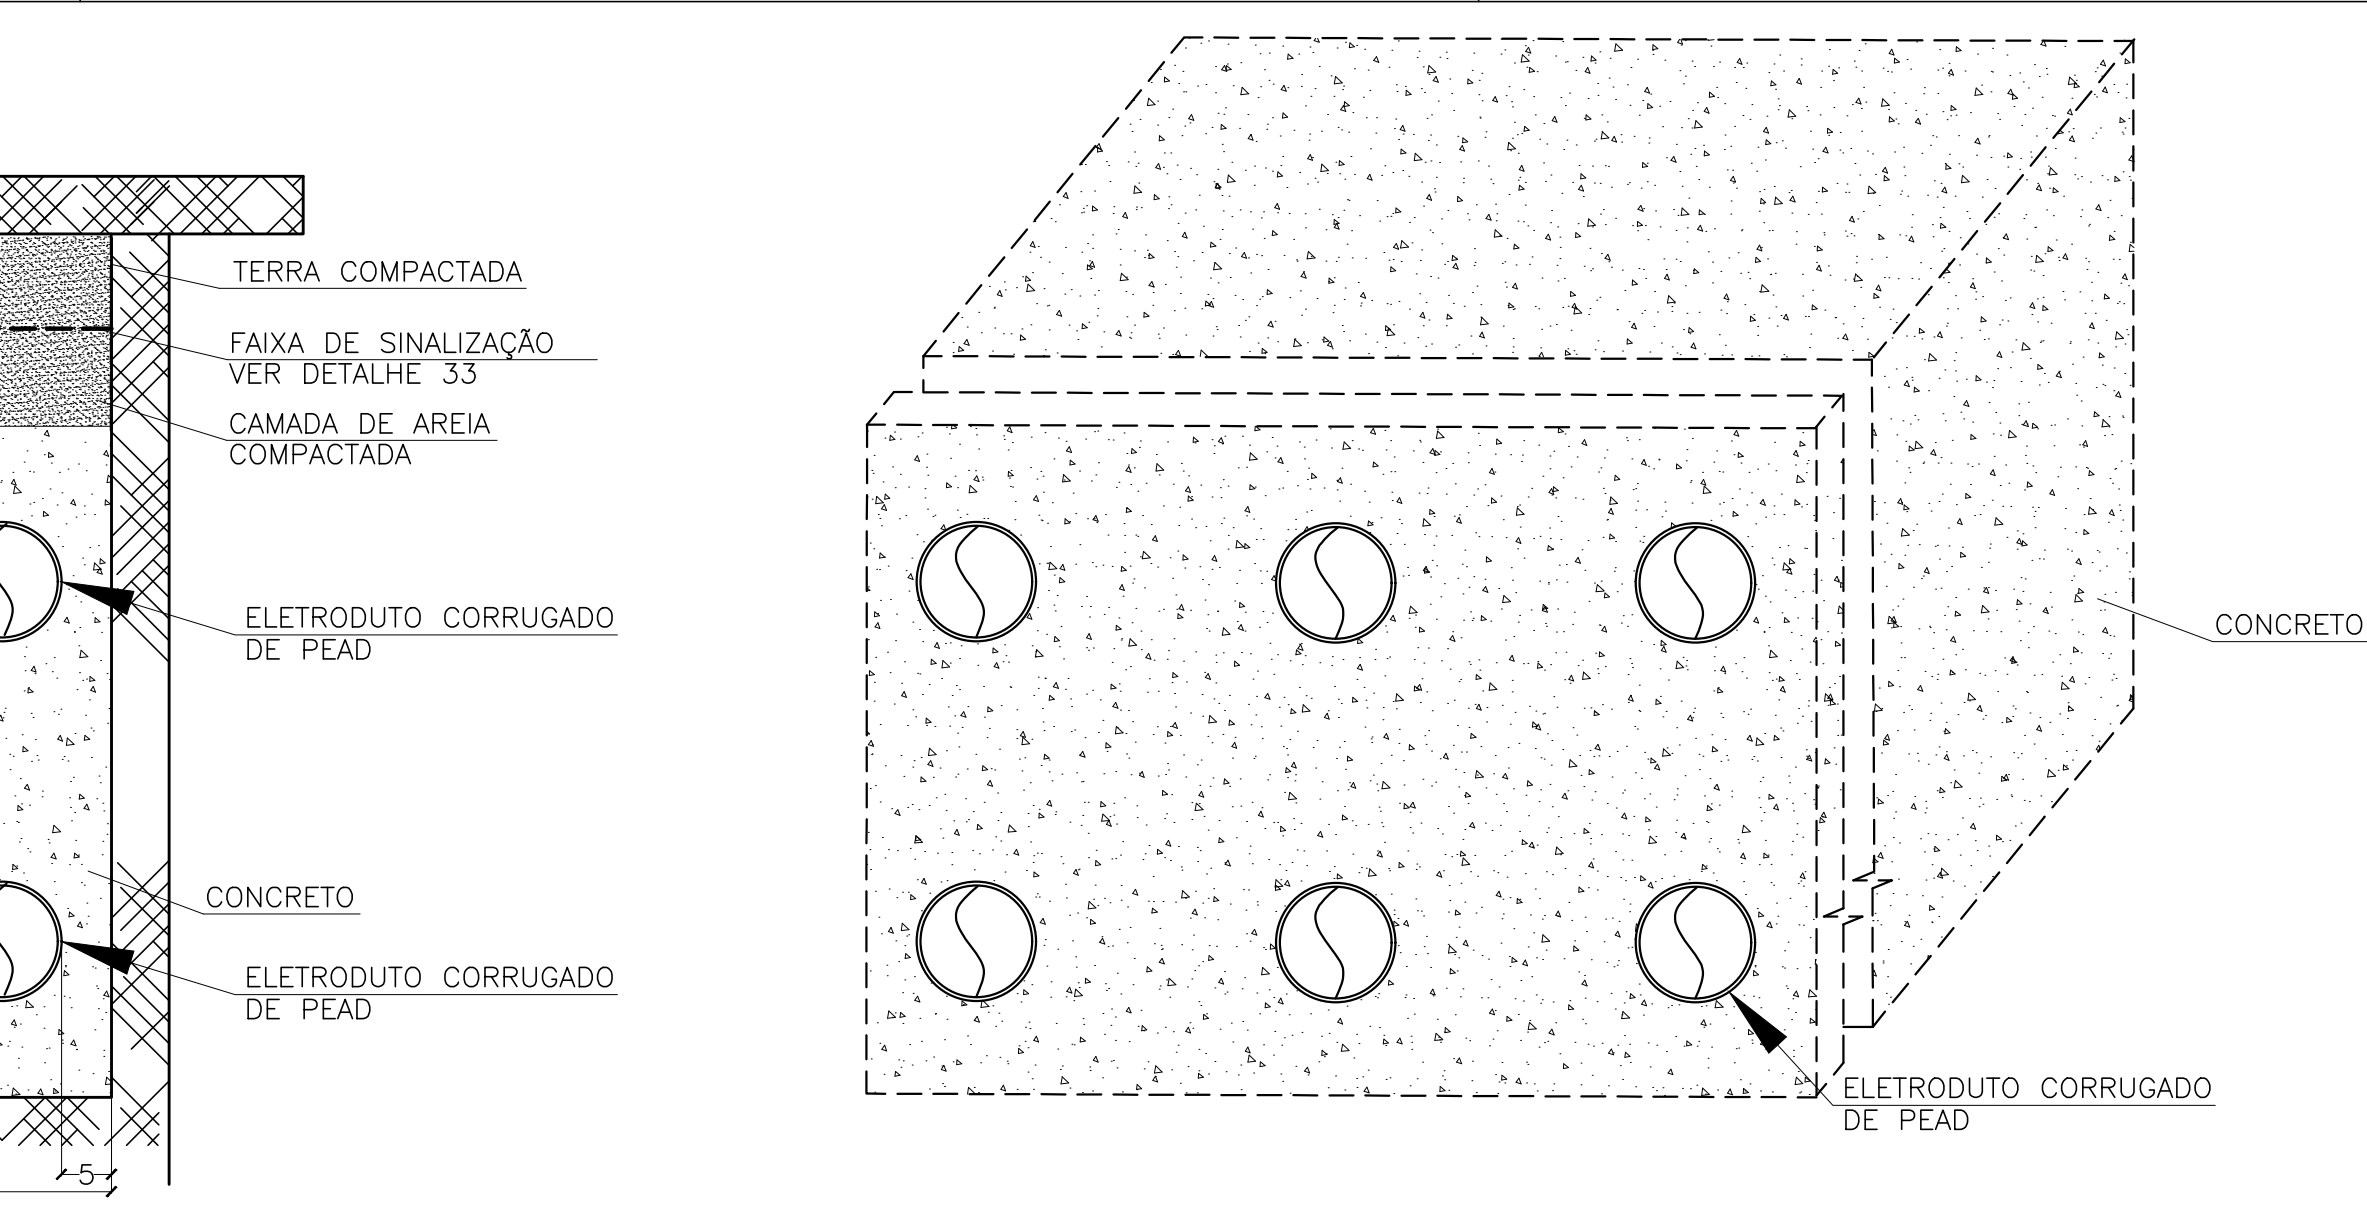 TERRA COMPACTADA
FAIXA DE SINALIZAÇÃO
VER DETALHE 33
CAMADA DE AREIA
COMPACTADA
ELETRODUTO CORRUGADO
DE PEAD
CONCRETO
ELETRODUTO CORRUGADO
DE PEAD
5
CONCRETO
ELETRODUTO CORRUGADO
DE PEAD